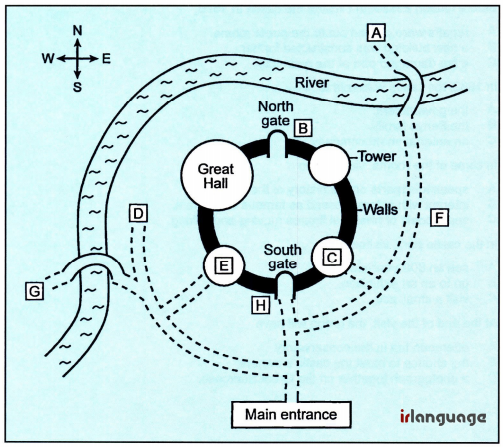 A
N
W E
S
River
North
gate
B
Great
Hall
Tower
D
Walls
F
South
gate
E
C
G
H
Main entrance
irlanguage